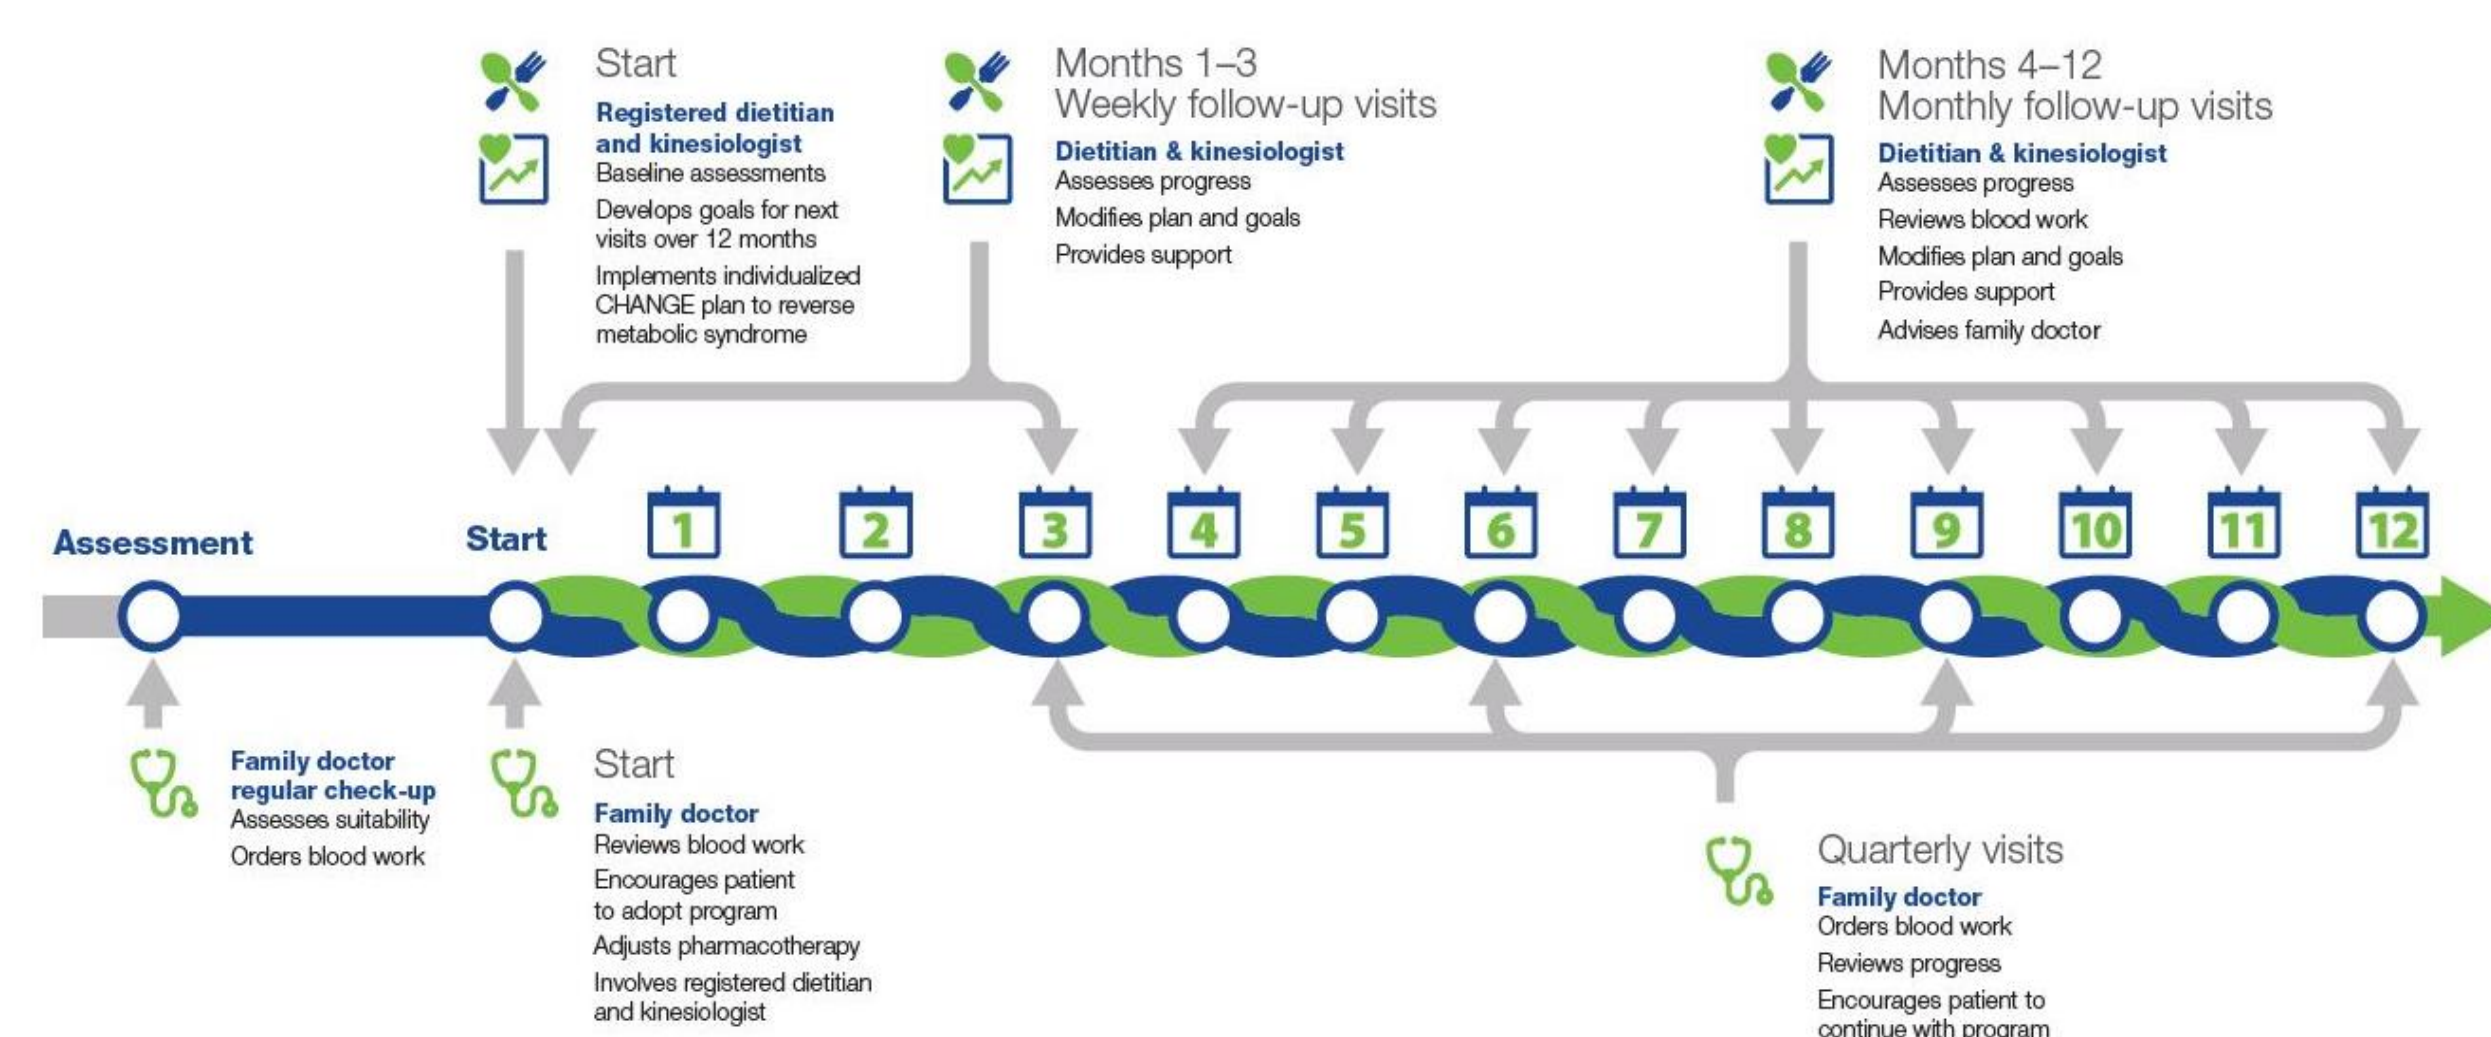 Start
Registered dietitian
and kinesiologist
Baseline assessments
Develops goals for next
visits over 12 months
Implements individualized
CHANGE plan to reverse
metabolic syndrome
Months 1–3
Weekly follow-up visits
Dietitian & kinesiologist
Assesses progress
Modifies plan and goals
Provides support
Months 4–12
Monthly follow-up visits
Dietitian & kinesiologist
Assesses progress
Reviews blood work
Modifies plan and goals
Provides support
Advises family doctor
Assessment
Start
1
2
3
4
5
6
7
8
9
10
11
12
Family doctor
regular check-up
Assesses suitability
Orders blood work
Start
Family doctor
Reviews blood work
Encourages patient
to adopt program
Adjusts pharmacotherapy
Involves registered dietitian
and kinesiologist
Quarterly visits
Family doctor
Orders blood work
Reviews progress
Encourages patient to
continue with program